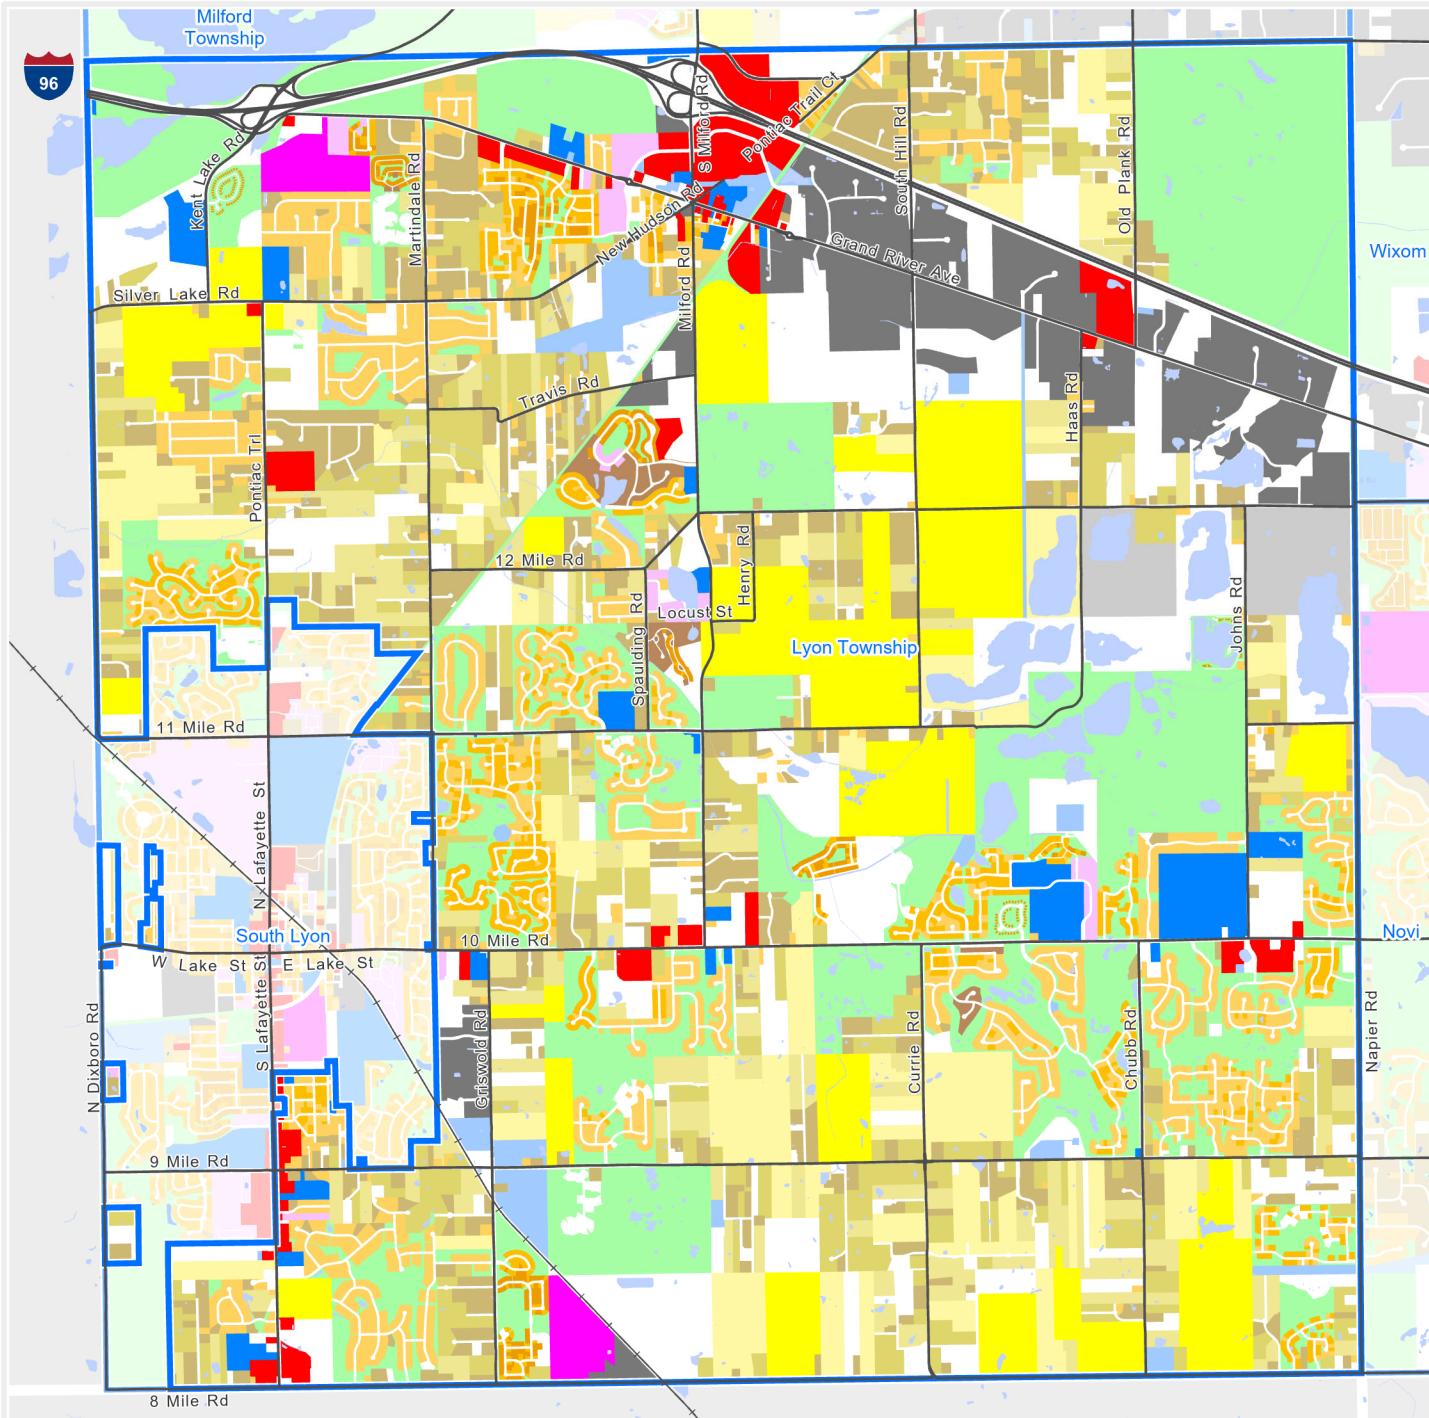 Milford
Township
96
Kent Lake Rd
Martindale Rd
S Milford Rd
Pontiac Trail Ct
South Hill Rd
Old Plank Rd
New Hudson Rd
Grand River Ave
Wixom
Silver Lake Rd
Milford Rd
Travis Rd
Haas Rd
Pontiac Trl
12 Mile Rd
Henry Rd
Locust St
Spaulding Rd
Johns Rd
Lyon Township
11 Mile Rd
N Lafayette St
South Lyon
10 Mile Rd
Novi
W Lake St
E Lake St
S Lafayette St
N Dixboro Rd
Griswold Rd
Currie Rd
Chubb Rd
Napier Rd
9 Mile Rd
8 Mile Rd